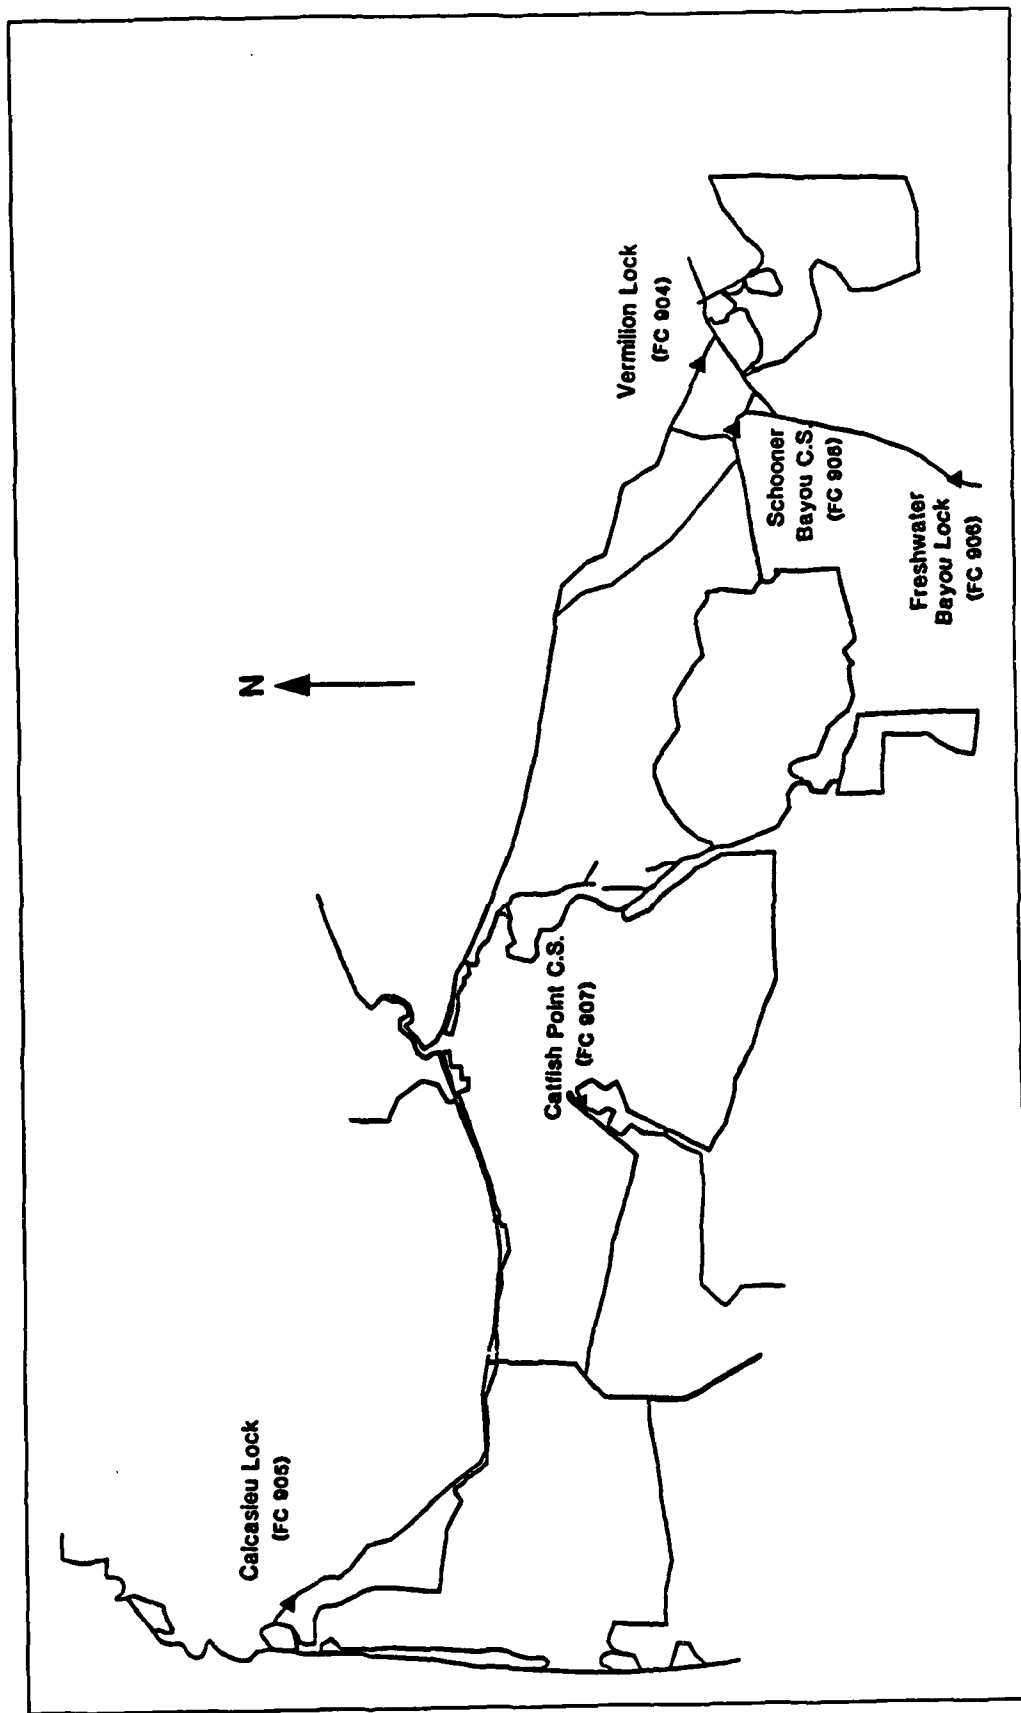 Calcasieu Lock
(FC 905)
N
Catfish Point C.S.
(FC 907)
Vermilion Lock
(FC 904)
Schooner
Bayou C.S.
(FC 908)
Freshwater
Bayou Lock
(FC 906)